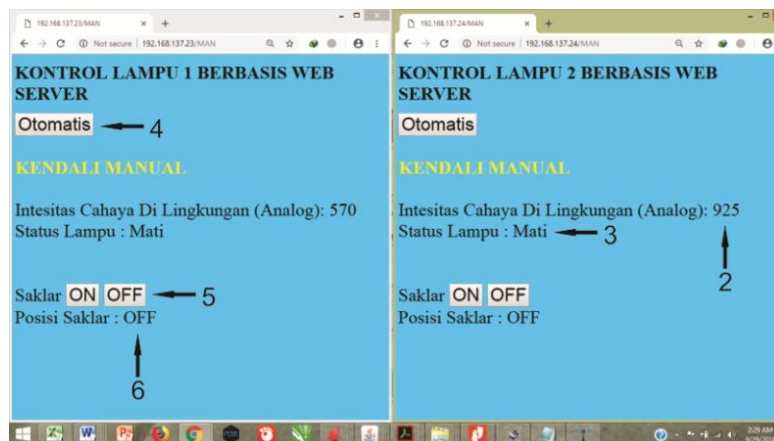 192.168.137.23/MAN
Not secure | 192.168.137.23/MAN
KONTROL LAMPU 1 BERBASIS WEB
SERVER
Otomatis
4
KENDALI MANUAL
Intesitas Cahaya Di Lingkungan (Analog): 570
Status Lampu : Mati
Saklar ON OFF
5
Posisi Saklar : OFF
6
192.168.137.24/MAN
Not secure | 192.168.137.24/MAN
KONTROL LAMPU 2 BERBASIS WEB
SERVER
Otomatis
KENDALI MANUAL
Intesitas Cahaya Di Lingkungan (Analog): 925
Status Lampu : Mati
3
2
Saklar ON OFF
Posisi Saklar : OFF
2:29 AM